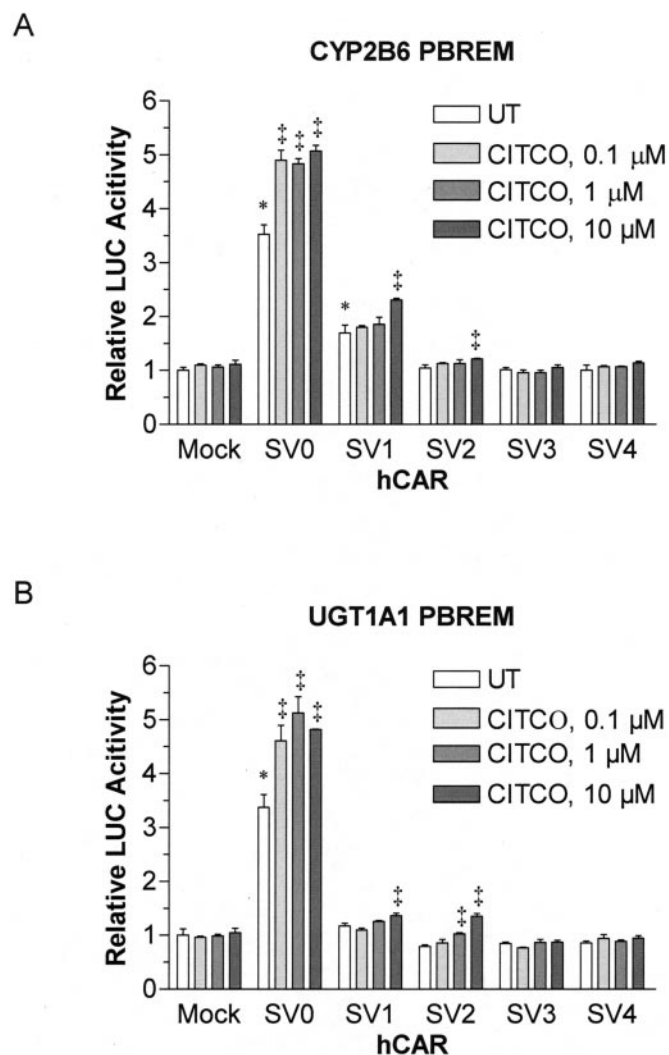 A
CYP2B6 PBREM
Relative LUC Acitivity
6
5
4
3
2
1
0
UT
CITCO, 0.1 μM
CITCO, 1 μM
CITCO, 10 μM
*
‡
‡
‡
*
‡
‡
Mock SV0 SV1 SV2 SV3 SV4
hCAR
B
UGT1A1 PBREM
Relative LUC Acitivity
6
5
4
3
2
1
0
UT
CITCO, 0.1 μM
CITCO, 1 μM
CITCO, 10 μM
*
‡
‡
‡
‡
‡
‡
Mock SV0 SV1 SV2 SV3 SV4
hCAR